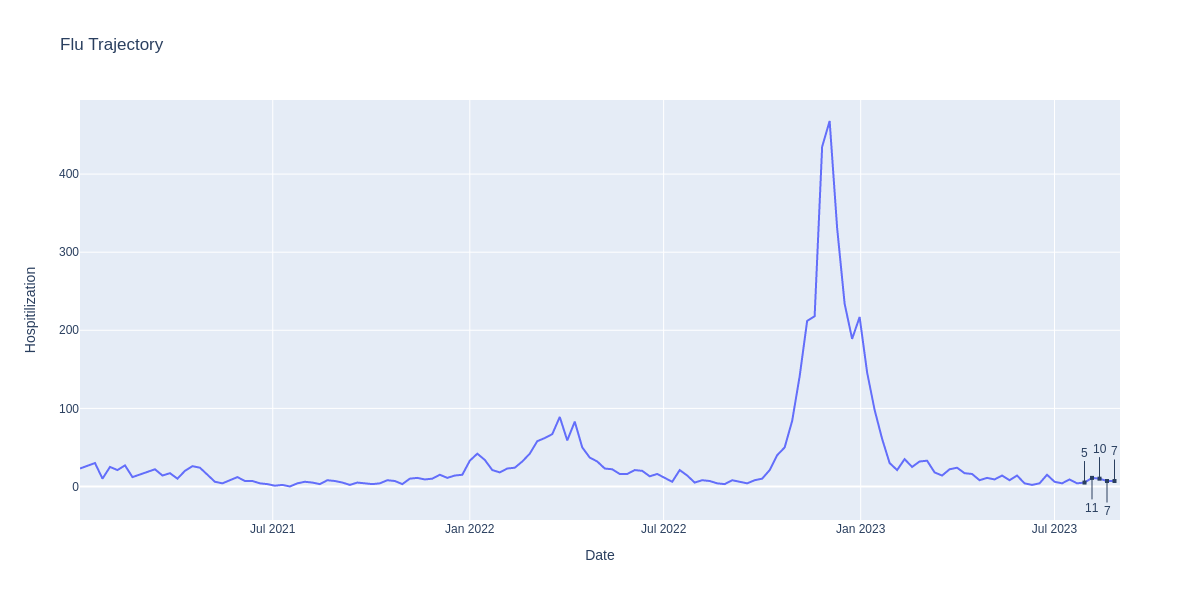 Flu Trajectory
400
300
200
100
0
Hospitilization
5
10
7
11
7
Jul 2021
Jan 2022
Jul 2022
Jan 2023
Jul 2023
Date